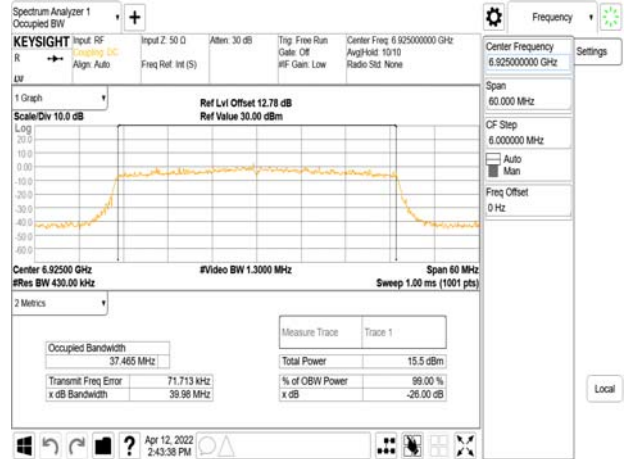 Spectrum Analyzer 1
Occupied BW
Frequency
KEYSIGHT Input: RF Input Z: 50 Ω Atten: 30 dB Trig: Free Run Center Freq: 6.925000000 GHz
R Coupling: DC Gate: Off Avg|Hold: 10/10
Align: Auto Freq Ref: Int (S) #IF Gain: Low Radio Std: None
Center Frequency
6.925000000 GHz
Settings
Span
60.000 MHz
CF Step
6.000000 MHz
Auto
Man
Freq Offset
0 Hz
1 Graph
Ref Lvl Offset 12.78 dB
Scale/Div 10.0 dB Ref Value 30.00 dBm
Log
20.0
10.0
0.00
-10.0
-20.0
-30.0
-40.0
-50.0
-60.0
Center 6.92500 GHz #Video BW 1.3000 MHz Span 60 MHz
#Res BW 430.00 kHz Sweep 1.00 ms (1001 pts)
2 Metrics
Measure Trace Trace 1
Occupied Bandwidth
37.465 MHz
Total Power 15.5 dBm
Transmit Freq Error 71.713 kHz % of OBW Power 99.00 %
x dB Bandwidth 39.98 MHz x dB -26.00 dB
Local
?
Apr 12, 2022
2:43:38 PM